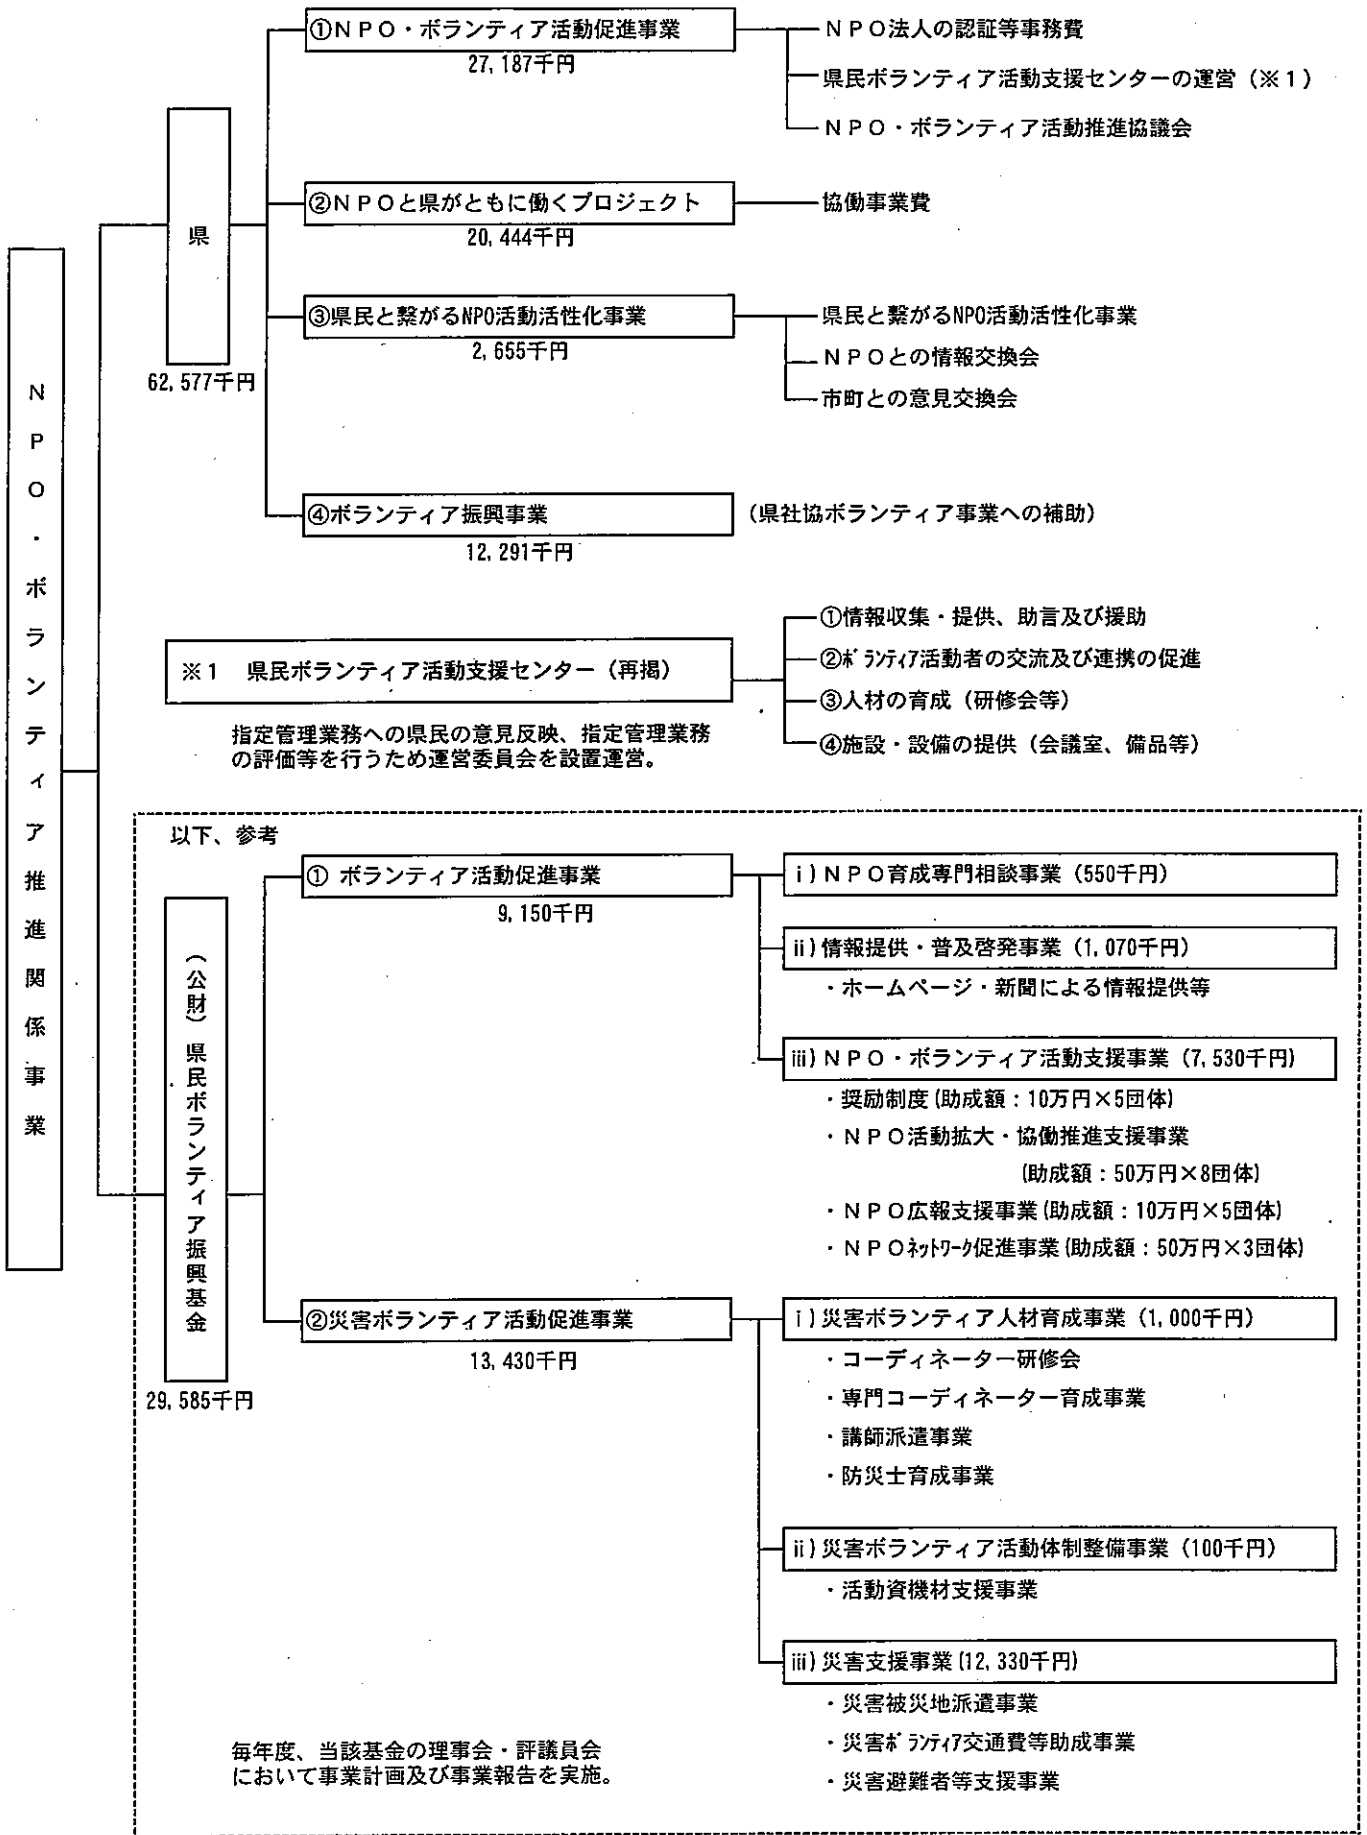 NPO・ボランティア推進関係事業
県
62,577千円
①NPO・ボランティア活動促進事業
27,187千円
NPO法人の認証等事務費
県民ボランティア活動支援センターの運営(※1)
NPO・ボランティア活動推進協議会
②NPOと県がともに働くプロジェクト
20,444千円
協働事業費
③県民と繋がるNPO活動活性化事業
2,655千円
県民と繋がるNPO活動活性化事業
NPOとの情報交換会
市町との意見交換会
④ボランティア振興事業
12,291千円
(県社協ボランティア事業への補助)
※1 県民ボランティア活動支援センター(再掲)
指定管理業務への県民の意見反映、指定管理業務
の評価等を行うため運営委員会を設置運営。
①情報収集・提供、助言及び援助
②ボランティア活動者の交流及び連携の促進
③人材の育成(研修会等)
④施設・設備の提供(会議室、備品等)
以下、参考
(公財)県民ボランティア振興基金
29,585千円
① ボランティア活動促進事業
9,150千円
ⅰ)NPO育成専門相談事業(550千円)
ⅱ)情報提供・普及啓発事業(1,070千円)
・ホームページ・新聞による情報提供等
ⅲ)NPO・ボランティア活動支援事業(7,530千円)
・奨励制度(助成額:10万円×5団体)
・NPO活動拡大・協働推進支援事業
(助成額:50万円×8団体)
・NPO広報支援事業(助成額:10万円×5団体)
・NPOネットワーク促進事業(助成額:50万円×3団体)
②災害ボランティア活動促進事業
13,430千円
ⅰ)災害ボランティア人材育成事業(1,000千円)
・コーディネーター研修会
・専門コーディネーター育成事業
・講師派遣事業
・防災士育成事業
ⅱ)災害ボランティア活動体制整備事業(100千円)
・活動資機材支援事業
ⅲ)災害支援事業(12,330千円)
・災害被災地派遣事業
・災害ボランティア交通費等助成事業
・災害避難者等支援事業
毎年度、当該基金の理事会・評議員会
において事業計画及び事業報告を実施。